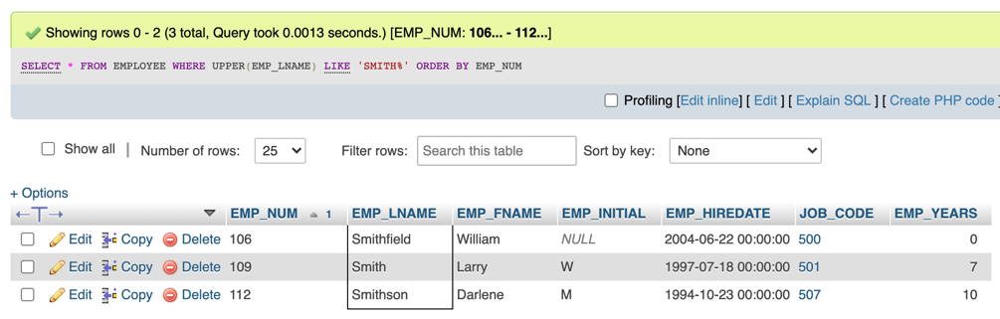 Showing rows 0 - 2 (3 total, Query took 0.0013 seconds.) [EMP_NUM: 106... - 112...]
SELECT * FROM EMPLOYEE WHERE UPPER(EMP_LNAME) LIKE 'SMITH%' ORDER BY EMP_NUM
Profiling [Edit inline] [ Edit ] [ Explain SQL ] [ Create PHP code ]
Show all | Number of rows: 25 Filter rows: Search this table Sort by key: None
+ Options
←T→ EMP_NUM 1 EMP_LNAME EMP_FNAME EMP_INITIAL EMP_HIREDATE JOB_CODE EMP_YEARS
Edit Copy Delete 106 Smithfield William NULL 2004-06-22 00:00:00 500 0
Edit Copy Delete 109 Smith Larry W 1997-07-18 00:00:00 501 7
Edit Copy Delete 112 Smithson Darlene M 1994-10-23 00:00:00 507 10